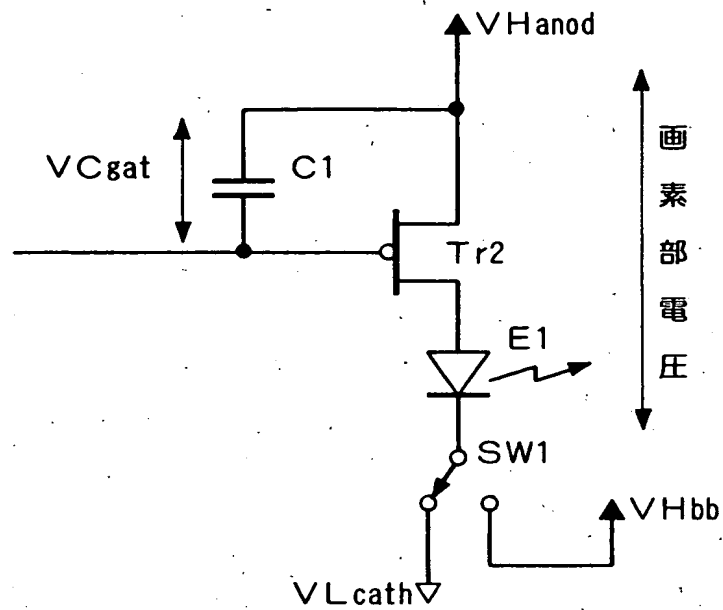 VHanod
VCgat
C1
Tr2
画素部電圧
E1
SW1
VHbb
VLcath